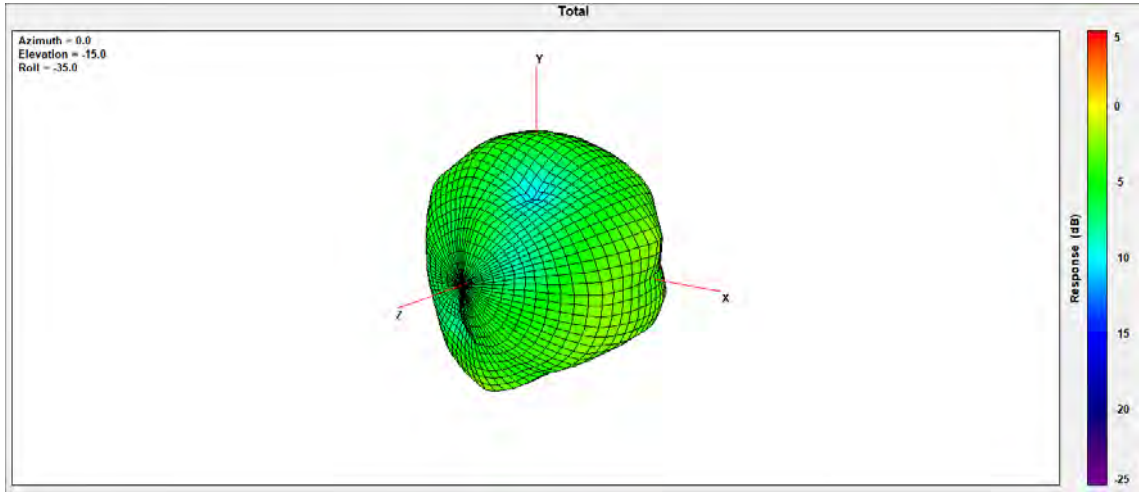 Total
Azimuth = 0.0
Elevation = -15.0
Roll = -35.0
Y
X
Z
5
0
5
10
-15
-20
-25
Response (dB)